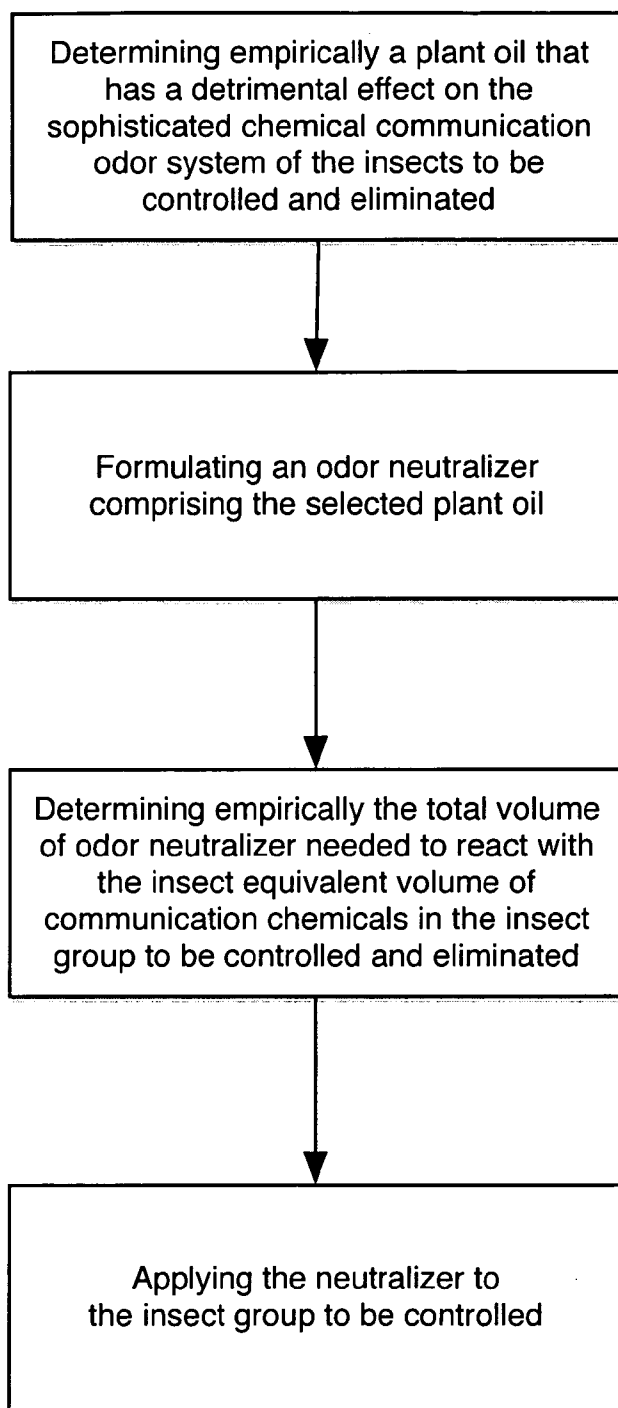 Determining empirically a plant oil that
has a detrimental effect on the
sophisticated chemical communication
odor system of the insects to be
controlled and eliminated
Formulating an odor neutralizer
comprising the selected plant oil
Determining empirically the total volume
of odor neutralizer needed to react with
the insect equivalent volume of
communication chemicals in the insect
group to be controlled and eliminated
Applying the neutralizer to
the insect group to be controlled